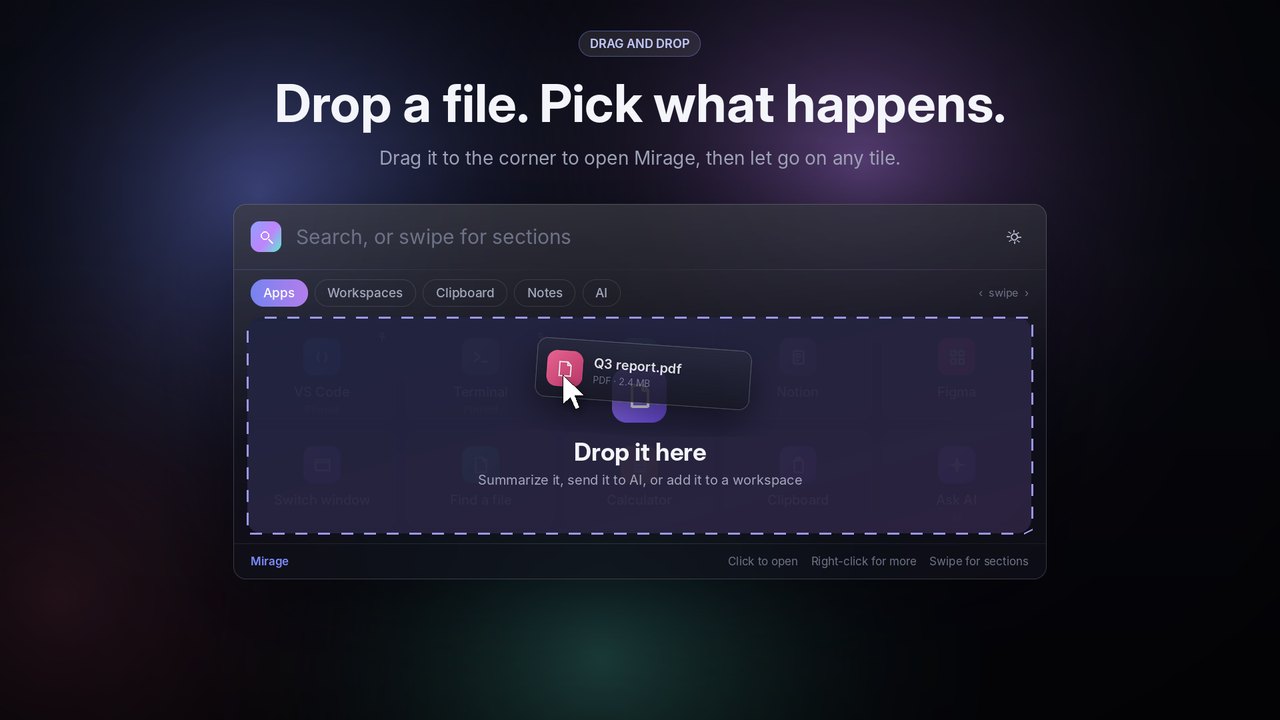 DRAG AND DROP
Drop a file. Pick what happens.
Drag it to the corner to open Mirage, then let go on any tile.
Search, or swipe for sections
Apps Workspaces Clipboard Notes AI ‹ swipe ›
Q3 report.pdf
PDF · 2.4 MB
VS Code Terminal Notion Figma
Drop it here
Summarize it, send it to AI, or add it to a workspace
Switch window Find a file Calculator Clipboard Ask AI
Mirage Click to open Right-click for more Swipe for sections